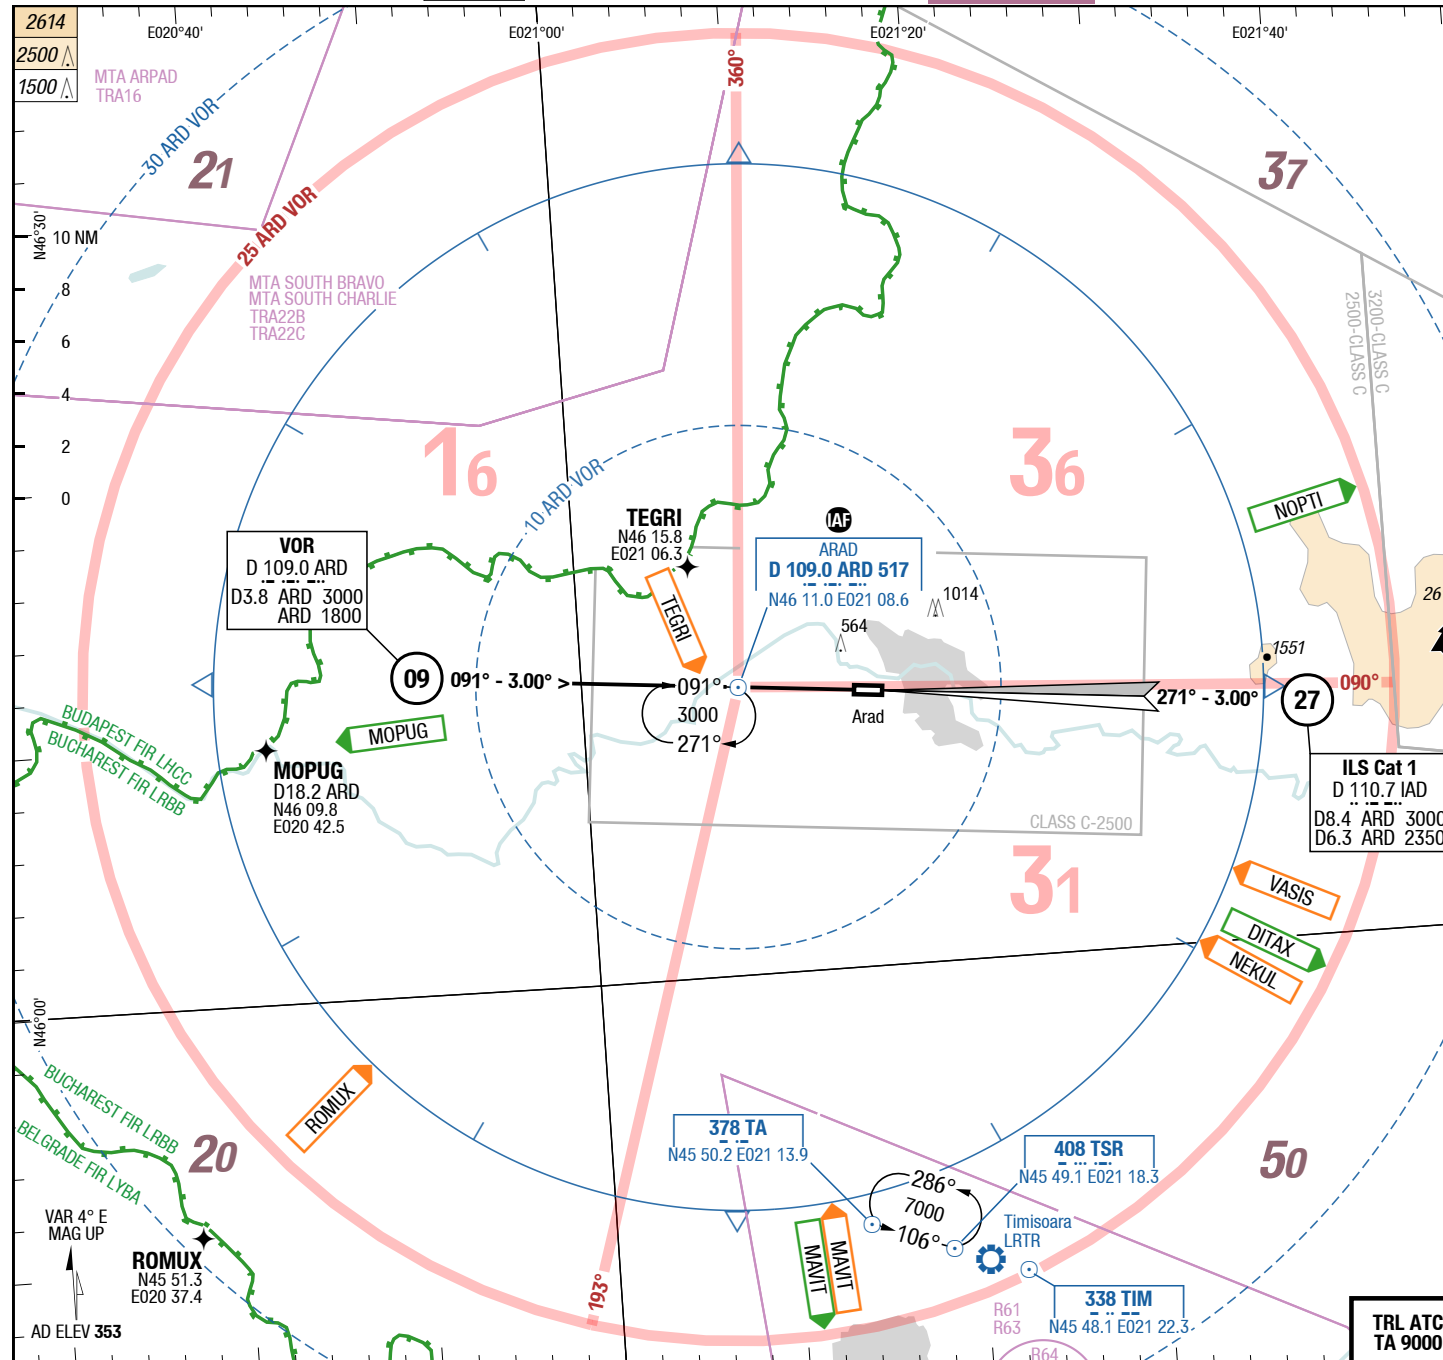 2614
2500
1500
E020°40'
E021°00'
E021°20'
E021°40'
MTA ARPAD
TRA16
30 ARD VOR
21
360°
37
N46°30'
10 NM
8
6
4
2
0
25 ARD VOR
MTA SOUTH BRAVO
MTA SOUTH CHARLIE
TRA22B
TRA22C
3200-CLASS C
2500-CLASS C
16
36
10 ARD VOR
NOPTI
TEGRI
N46 15.8
E021 06.3
IAF
ARAD
D 109.0 ARD 517
N46 11.0 E021 08.6
VOR
D 109.0 ARD
D3.8 ARD 3000
ARD 1800
TEGRI
1014
564
26
1551
09
091° - 3.00° >
091°
3000
271°
Arad
271° - 3.00°
27
090°
MOPUG
BUDAPEST FIR LHCC
BUCHAREST FIR LRBB
MOPUG
D18.2 ARD
N46 09.8
E020 42.5
ILS Cat 1
D 110.7 IAD
D8.4 ARD 3000
D6.3 ARD 2350
CLASS C-2500
31
VASIS
DITAX
NEKUL
N46°00'
BUCHAREST FIR LRBB
BELGRADE FIR LYBA
ROMUX
20
378 TA
N45 50.2 E021 13.9
408 TSR
N45 49.1 E021 18.3
50
286°
7000
106°
Timisoara
LRTR
VAR 4° E
MAG UP
ROMUX
N45 51.3
E020 37.4
MAVIT
MAVIT
193°
338 TIM
N45 48.1 E021 22.3
R61
R63
R64
AD ELEV 353
TRL ATC
TA 9000